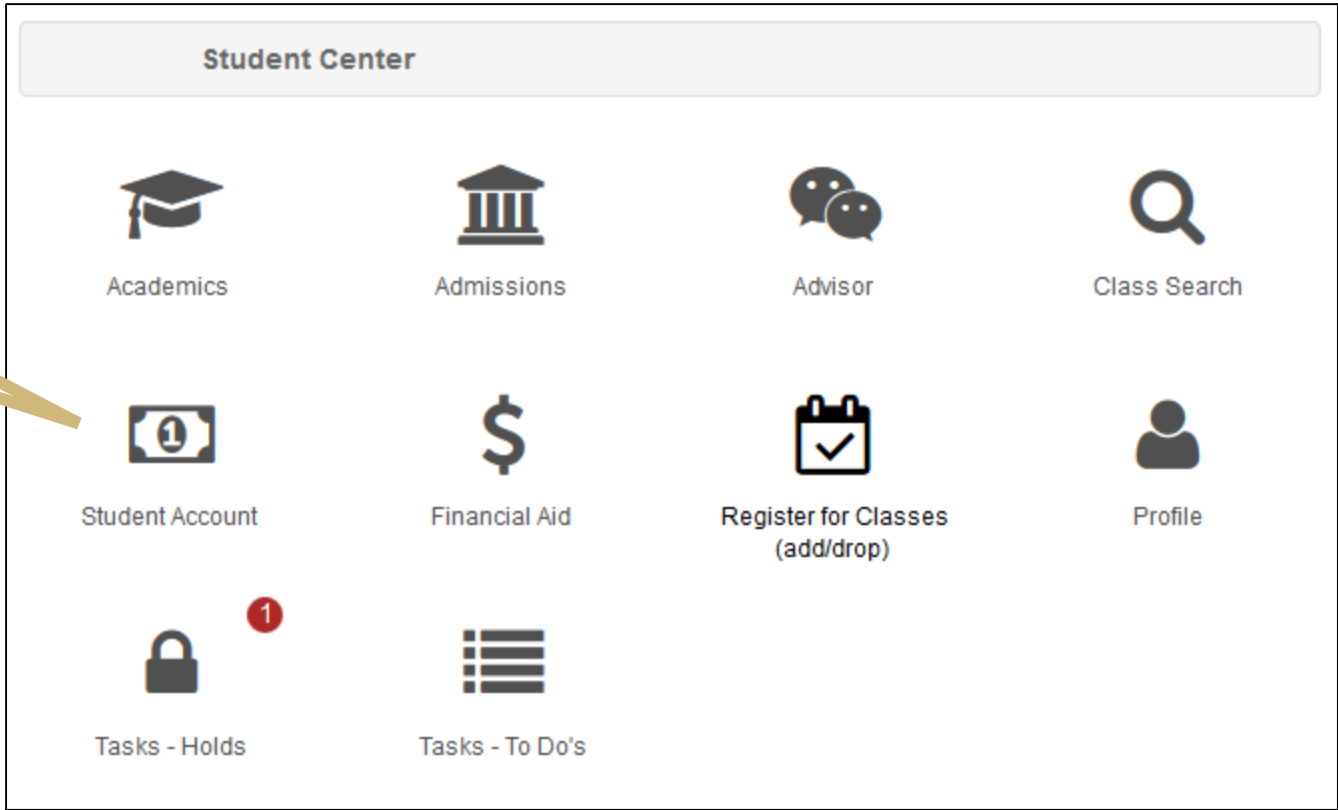 Student Center
Academics
Admissions
Advisor
Class Search
1
Student Account
Financial Aid
Register for Classes
(add/drop)
Profile
1
Tasks - Holds
Tasks - To Do's